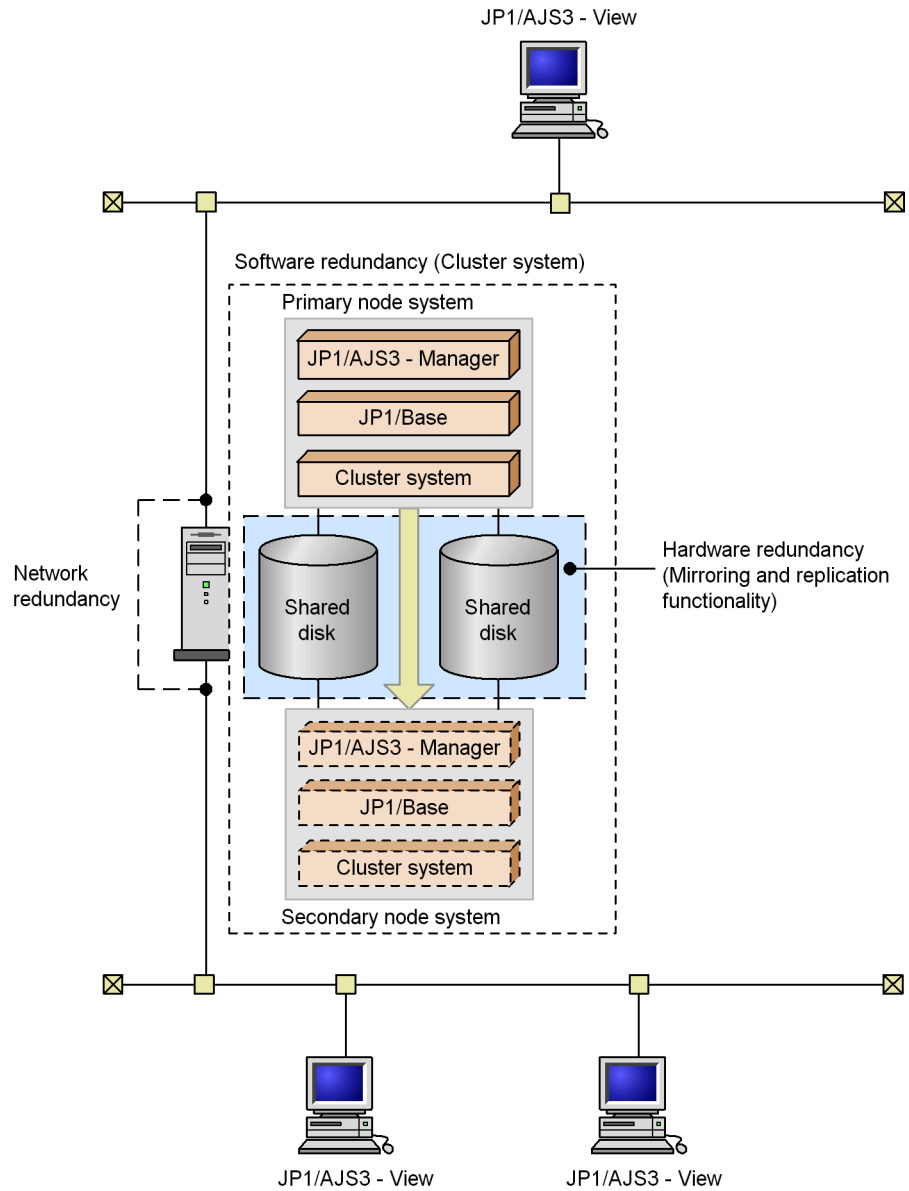 JP1/AJS3 - View
Software redundancy (Cluster system)
Primary node system
JP1/AJS3 - Manager
JP1/Base
Cluster system
Network
redundancy
Shared
disk
Shared
disk
Hardware redundancy
(Mirroring and replication
functionality)
JP1/AJS3 - Manager
JP1/Base
Cluster system
Secondary node system
JP1/AJS3 - View
JP1/AJS3 - View